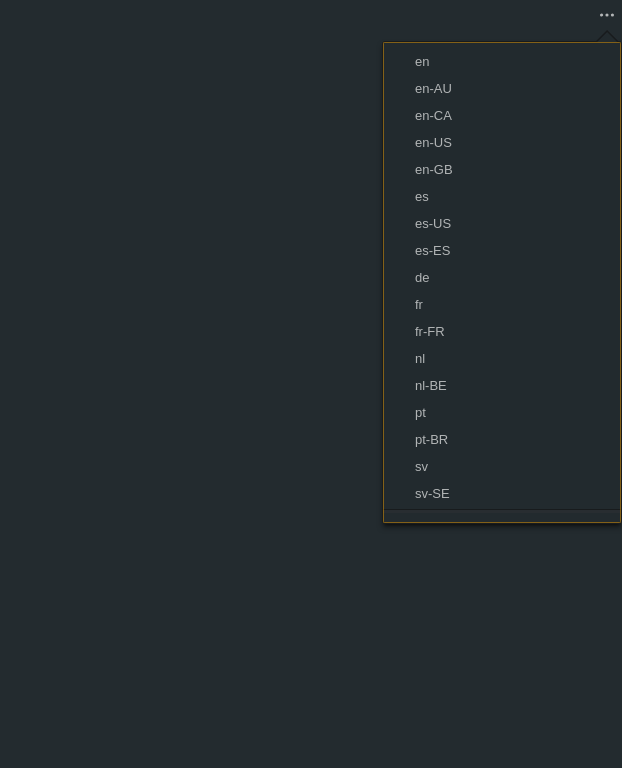 en
en-AU
en-CA
en-US
en-GB
es
es-US
es-ES
de
fr
fr-FR
nl
nl-BE
pt
pt-BR
sv
sv-SE